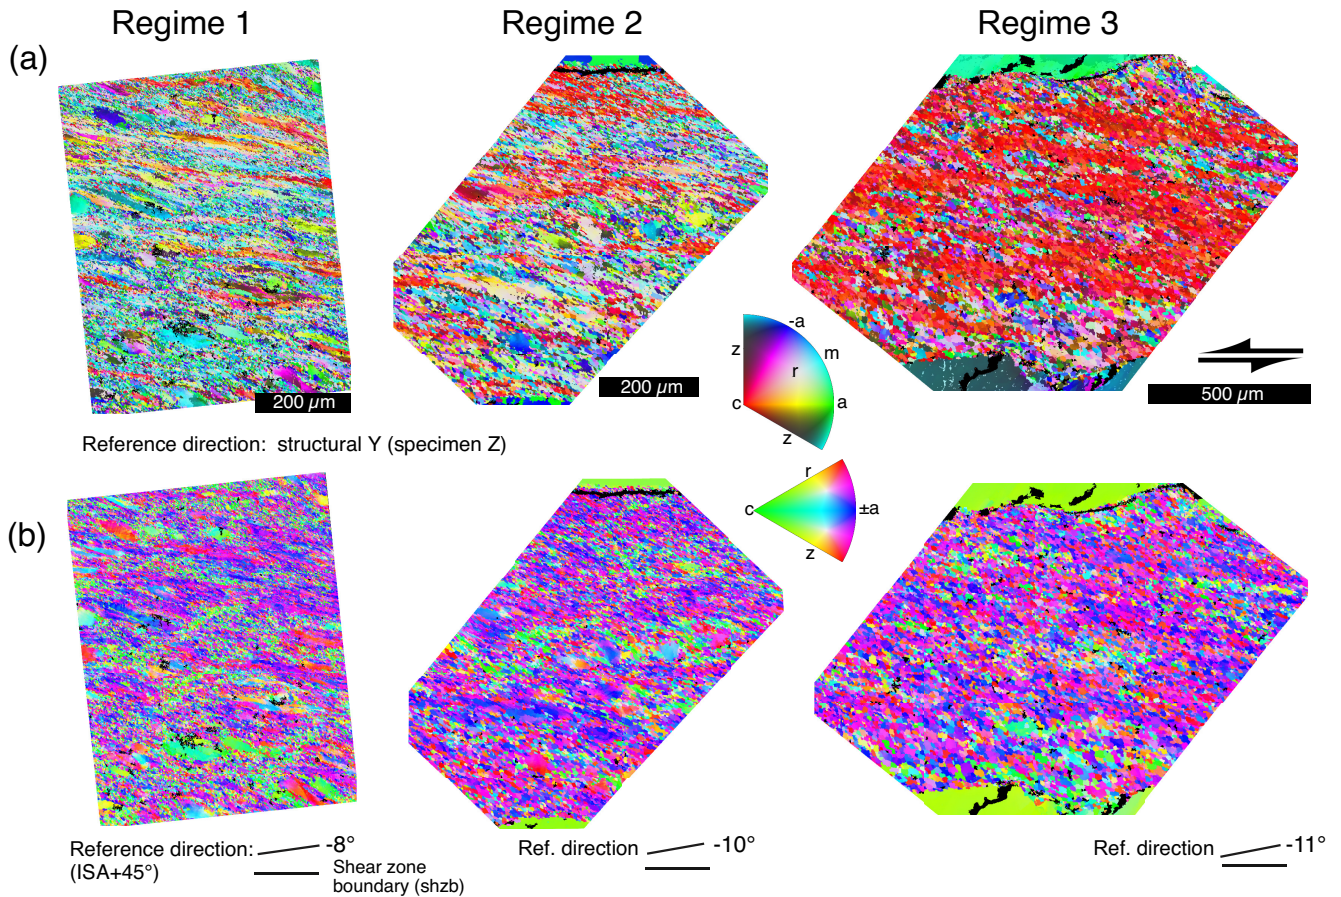 Regime 1
Regime 2
Regime 3
(a)
200 µm
200 µm
500 µm
-a
z
m
r
c
a
z
Reference direction: structural Y (specimen Z)
(b)
r
c
±a
z
Reference direction:
(ISA+45°)
-8°
Shear zone
boundary (shzb)
Ref. direction
-10°
Ref. direction
-11°